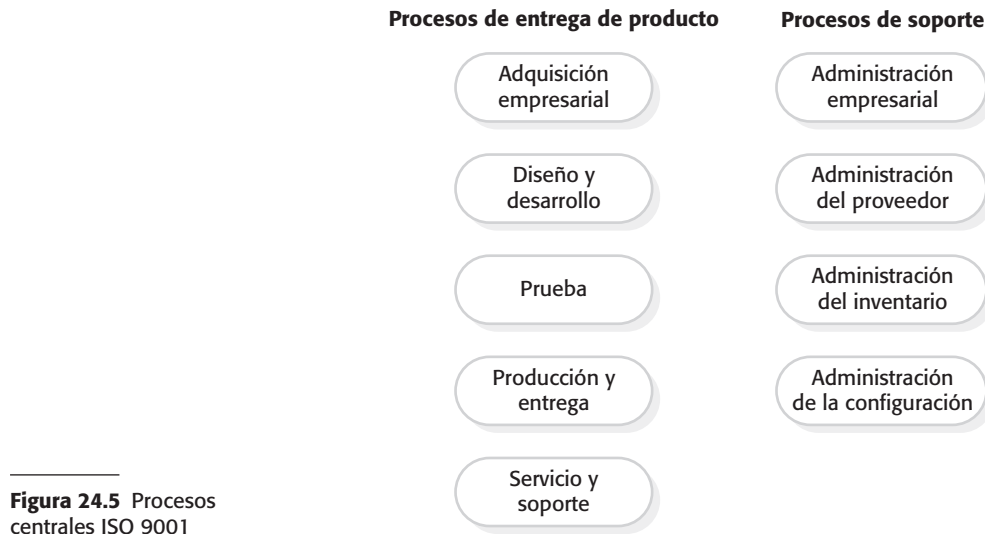 Procesos de entrega de producto
Adquisición
empresarial
Diseño y
desarrollo
Prueba
Producción y
entrega
Servicio y
soporte
Procesos de soporte
Administración
empresarial
Administración
del proveedor
Administración
del inventario
Administración
de la configuración
Figura 24.5 Procesos
centrales ISO 9001